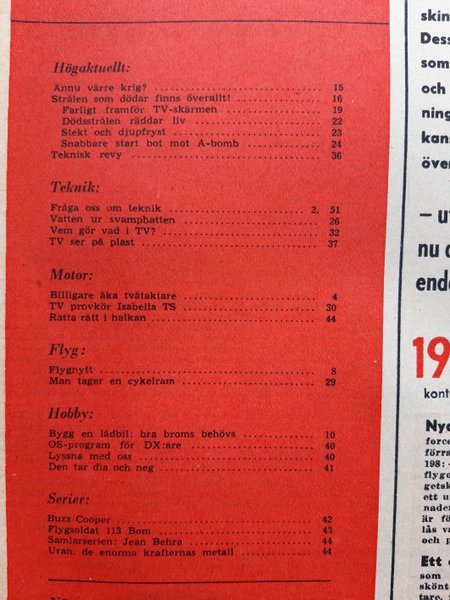 Högaktuellt:
Ännu värre krig? 15
Strålen som dödar finns överallt! 16
Farligt framför TV-skärmen 19
Dödsstrålen räddar liv 22
Stekt och djupfryst 23
Snabbare start bot mot A-bomb 24
Teknisk revy 36
Teknik:
Fråga oss om teknik 2, 51
Vatten ur svamphatten 26
Vem gör vad i TV? 32
TV ser på plast 37
Motor:
Billigare åka tvåtaktare 4
TV provkör Isabella TS 30
Ratta rätt i halkan 44
Flyg:
Flygnytt 8
Man tager en cykelram 29
Hobby:
Bygg en lådbil: bra broms behövs 10
OS-program för DX:are 40
Lyssna med oss 40
Den tar dia och neg 41
Serier:
Buzz Cooper 42
Flygsoldat 113 Bom 43
Samlarserien: Jean Behra 44
Uran, de enorma krafternas metall 44
skin
Dess
som
och
ning
kans
över
– u
nu d
ende
19
kont
Nyo
force
förra
198:
flygo
getsk
ett u
nader
är fö
lås va
och p
Ett
som
skönt
tare,